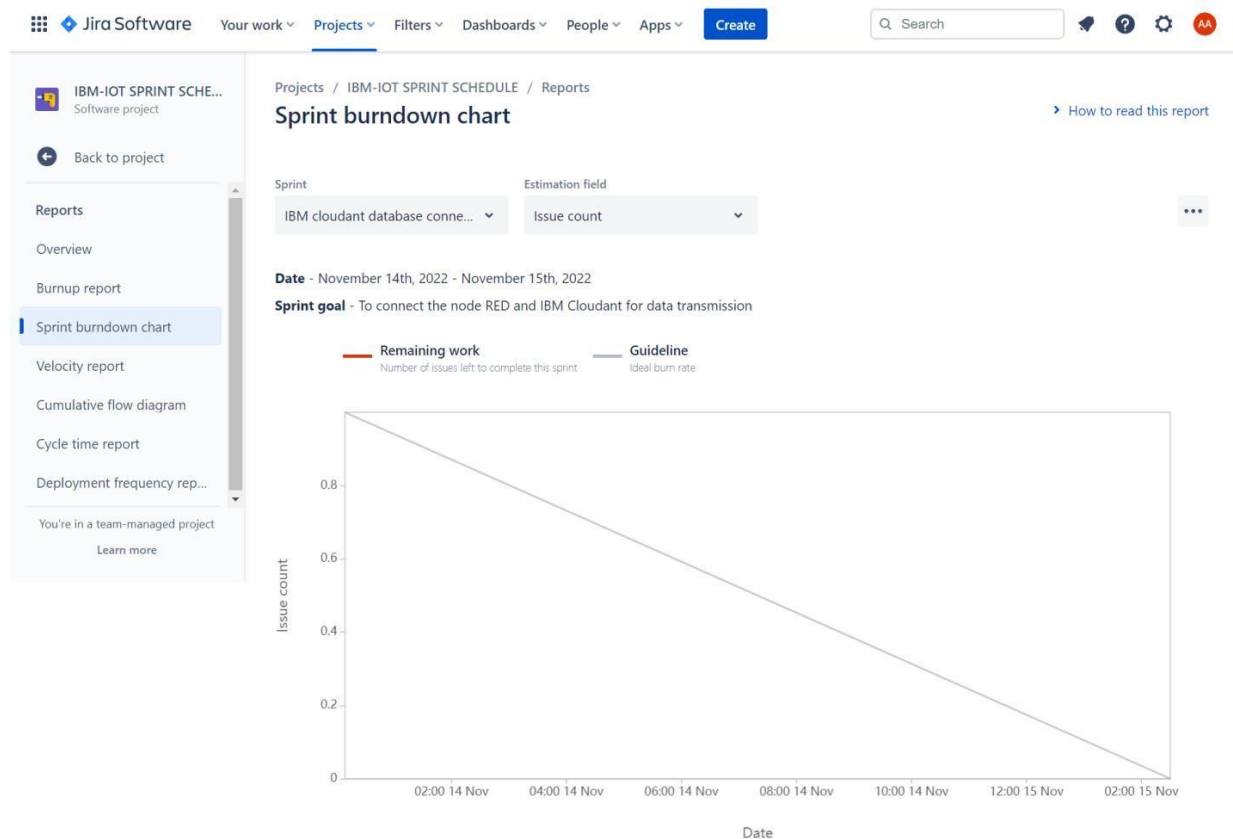 Jira Software Your work Projects Filters Dashboards People Apps Create Search AA
IBM-IOT SPRINT SCHE...
Software project
Back to project
Reports
Overview
Burnup report
Sprint burndown chart
Velocity report
Cumulative flow diagram
Cycle time report
Deployment frequency rep...
You're in a team-managed project
Learn more
Projects / IBM-IOT SPRINT SCHEDULE / Reports
Sprint burndown chart
How to read this report
Sprint Estimation field
IBM cloudant database conne... Issue count
Date - November 14th, 2022 - November 15th, 2022
Sprint goal - To connect the node RED and IBM Cloudant for data transmission
Remaining work Guideline
Number of issues left to complete this sprint Ideal burn rate
0.8
0.6
0.4
0.2
0
Issue count
02:00 14 Nov 04:00 14 Nov 06:00 14 Nov 08:00 14 Nov 10:00 14 Nov 12:00 15 Nov 02:00 15 Nov
Date